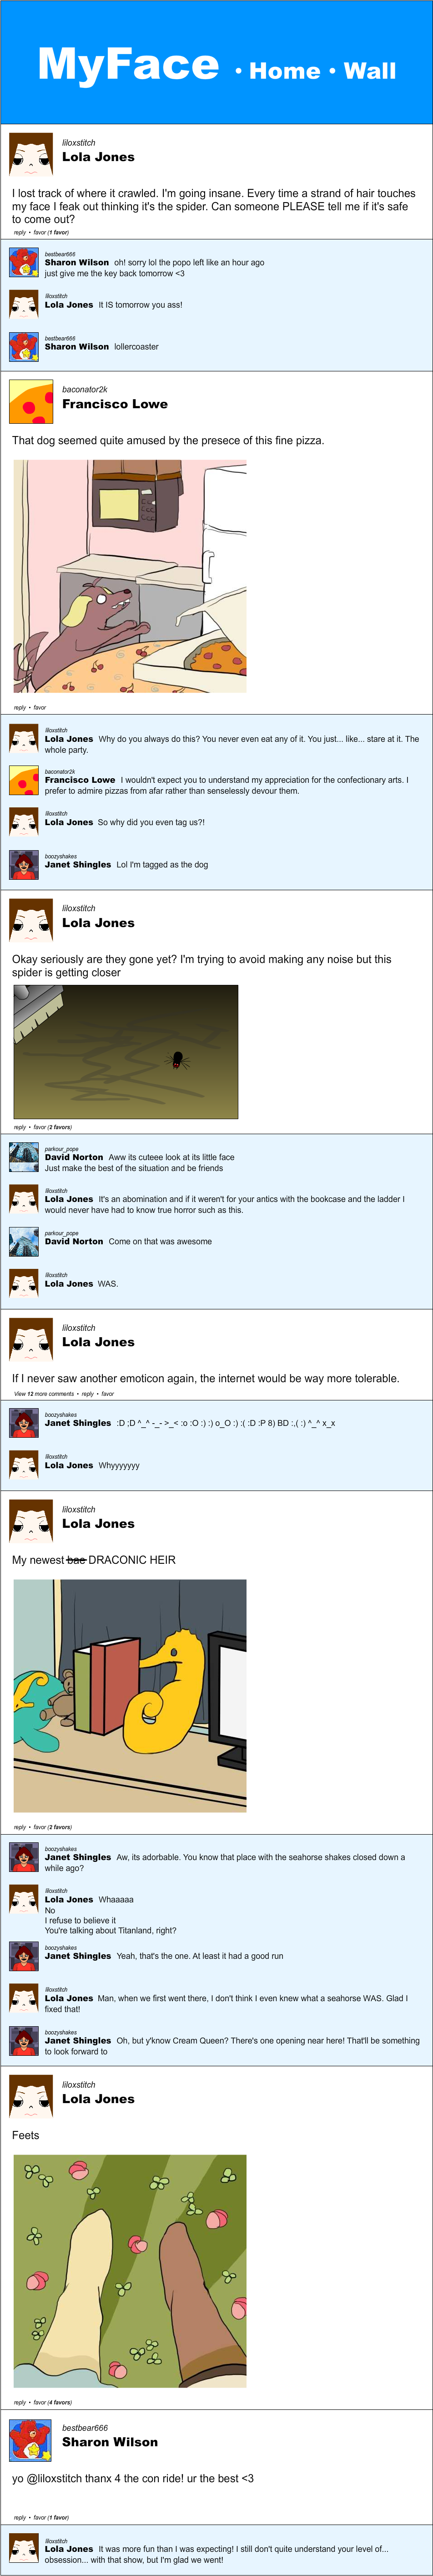 MyFace • Home • Wall
liloxstitch
Lola Jones
I lost track of where it crawled. I'm going insane. Every time a strand of hair touches
my face I feak out thinking it's the spider. Can someone PLEASE tell me if it's safe
to come out?
reply • favor (1 favor)
bestbear666
Sharon Wilson oh! sorry lol the popo left like an hour ago
just give me the key back tomorrow <3
liloxstitch
Lola Jones It IS tomorrow you ass!
bestbear666
Sharon Wilson lollercoaster
baconator2k
Francisco Lowe
That dog seemed quite amused by the presece of this fine pizza.
reply • favor
liloxstitch
Lola Jones Why do you always do this? You never even eat any of it. You just... like... stare at it. The
whole party.
baconator2k
Francisco Lowe I wouldn't expect you to understand my appreciation for the confectionary arts. I
prefer to admire pizzas from afar rather than senselessly devour them.
liloxstitch
Lola Jones So why did you even tag us?!
boozyshakes
Janet Shingles Lol I'm tagged as the dog
liloxstitch
Lola Jones
Okay seriously are they gone yet? I'm trying to avoid making any noise but this
spider is getting closer
reply • favor (2 favors)
parkour_pope
David Norton Aww its cuteee look at its little face
Just make the best of the situation and be friends
liloxstitch
Lola Jones It's an abomination and if it weren't for your antics with the bookcase and the ladder I
would never have had to know true horror such as this.
parkour_pope
David Norton Come on that was awesome
liloxstitch
Lola Jones WAS.
liloxstitch
Lola Jones
If I never saw another emoticon again, the internet would be way more tolerable.
View 12 more comments • reply • favor
boozyshakes
Janet Shingles :D ;D ^_^ -_- >_< :o :O :) :) o_O :) :( :D :P 8) BD :,( :) ^_^ x_x
liloxstitch
Lola Jones Whyyyyyyy
liloxstitch
Lola Jones
My newest bae DRACONIC HEIR
reply • favor (2 favors)
boozyshakes
Janet Shingles Aw, its adorbable. You know that place with the seahorse shakes closed down a
while ago?
liloxstitch
Lola Jones Whaaaaa
No
I refuse to believe it
You're talking about Titanland, right?
boozyshakes
Janet Shingles Yeah, that's the one. At least it had a good run
liloxstitch
Lola Jones Man, when we first went there, I don't think I even knew what a seahorse WAS. Glad I
fixed that!
boozyshakes
Janet Shingles Oh, but y'know Cream Queen? There's one opening near here! That'll be something
to look forward to
liloxstitch
Lola Jones
Feets
reply • favor (4 favors)
bestbear666
Sharon Wilson
yo @liloxstitch thanx 4 the con ride! ur the best <3
reply • favor (1 favor)
liloxstitch
Lola Jones It was more fun than I was expecting! I still don't quite understand your level of...
obsession... with that show, but I'm glad we went!